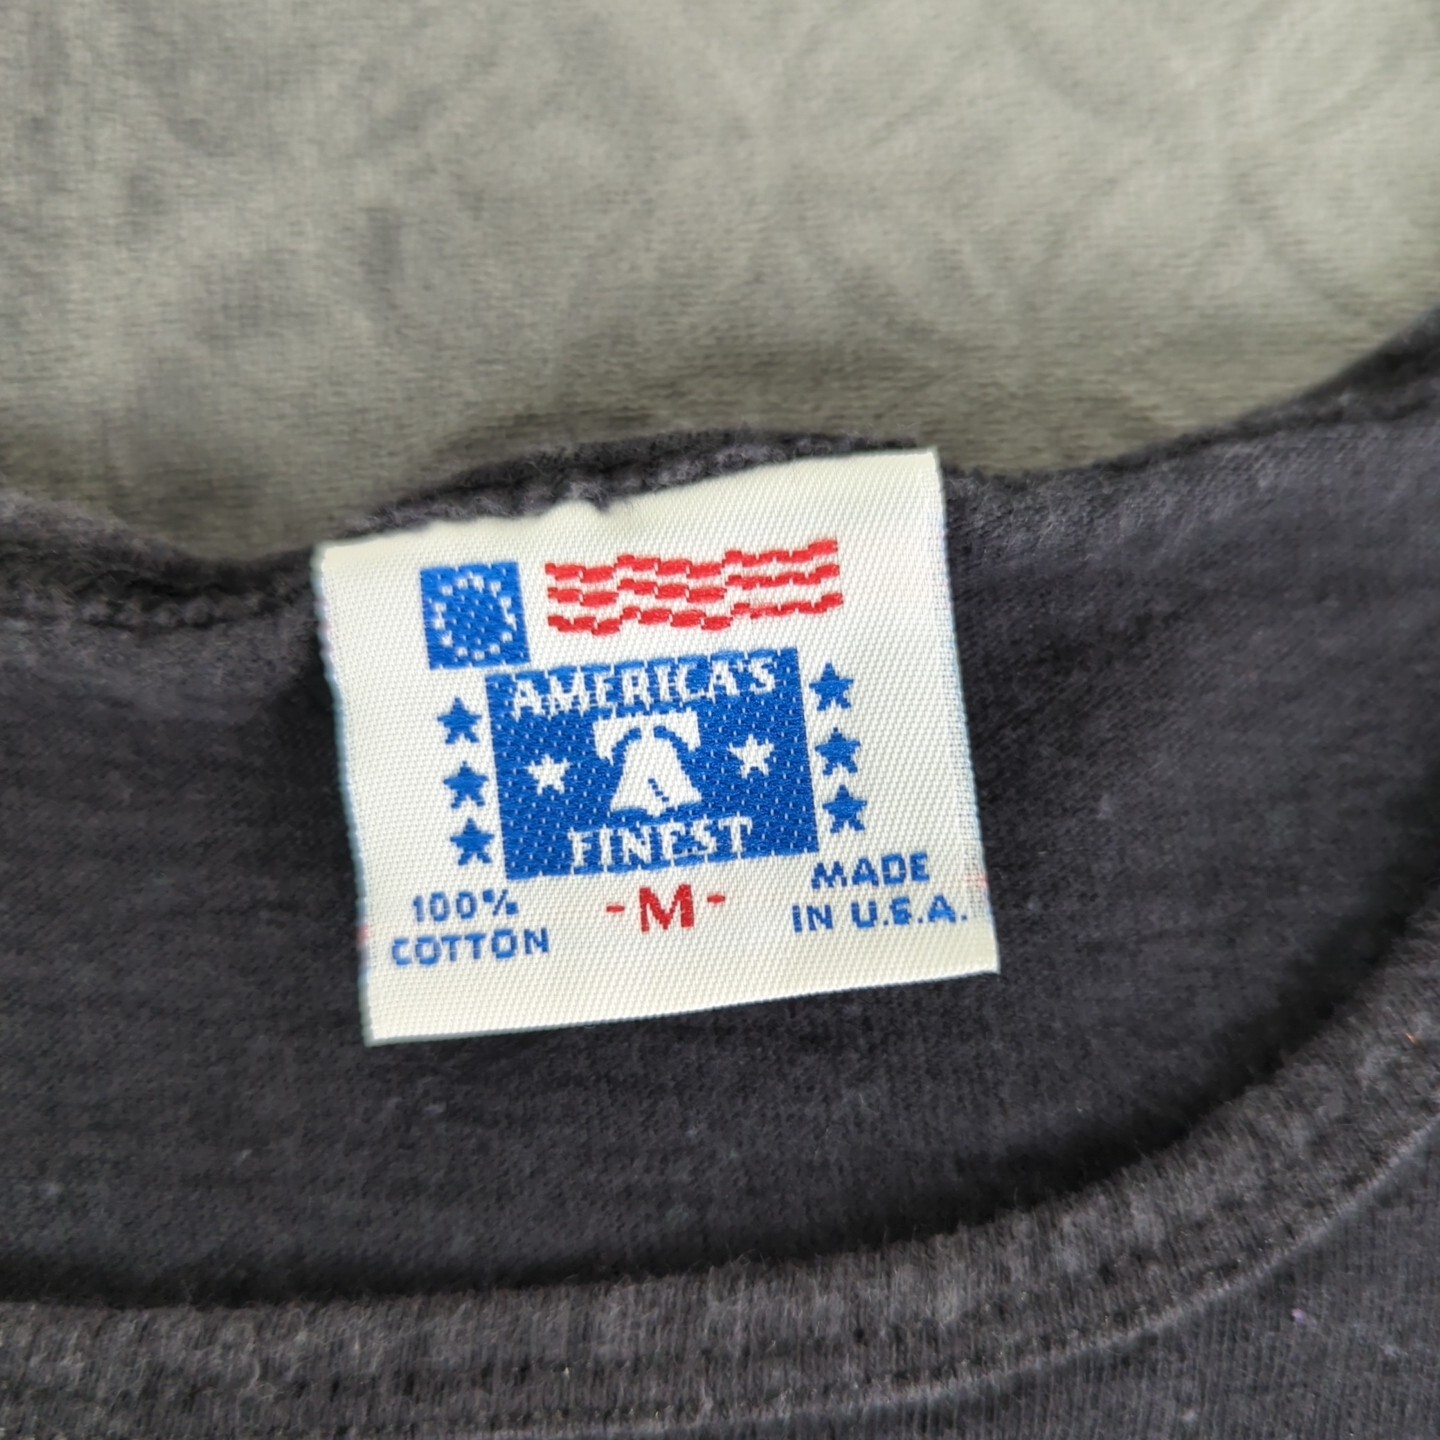 AMERICA'S
FINEST
100%
COTTON
-M-
MADE
IN U.S.A.